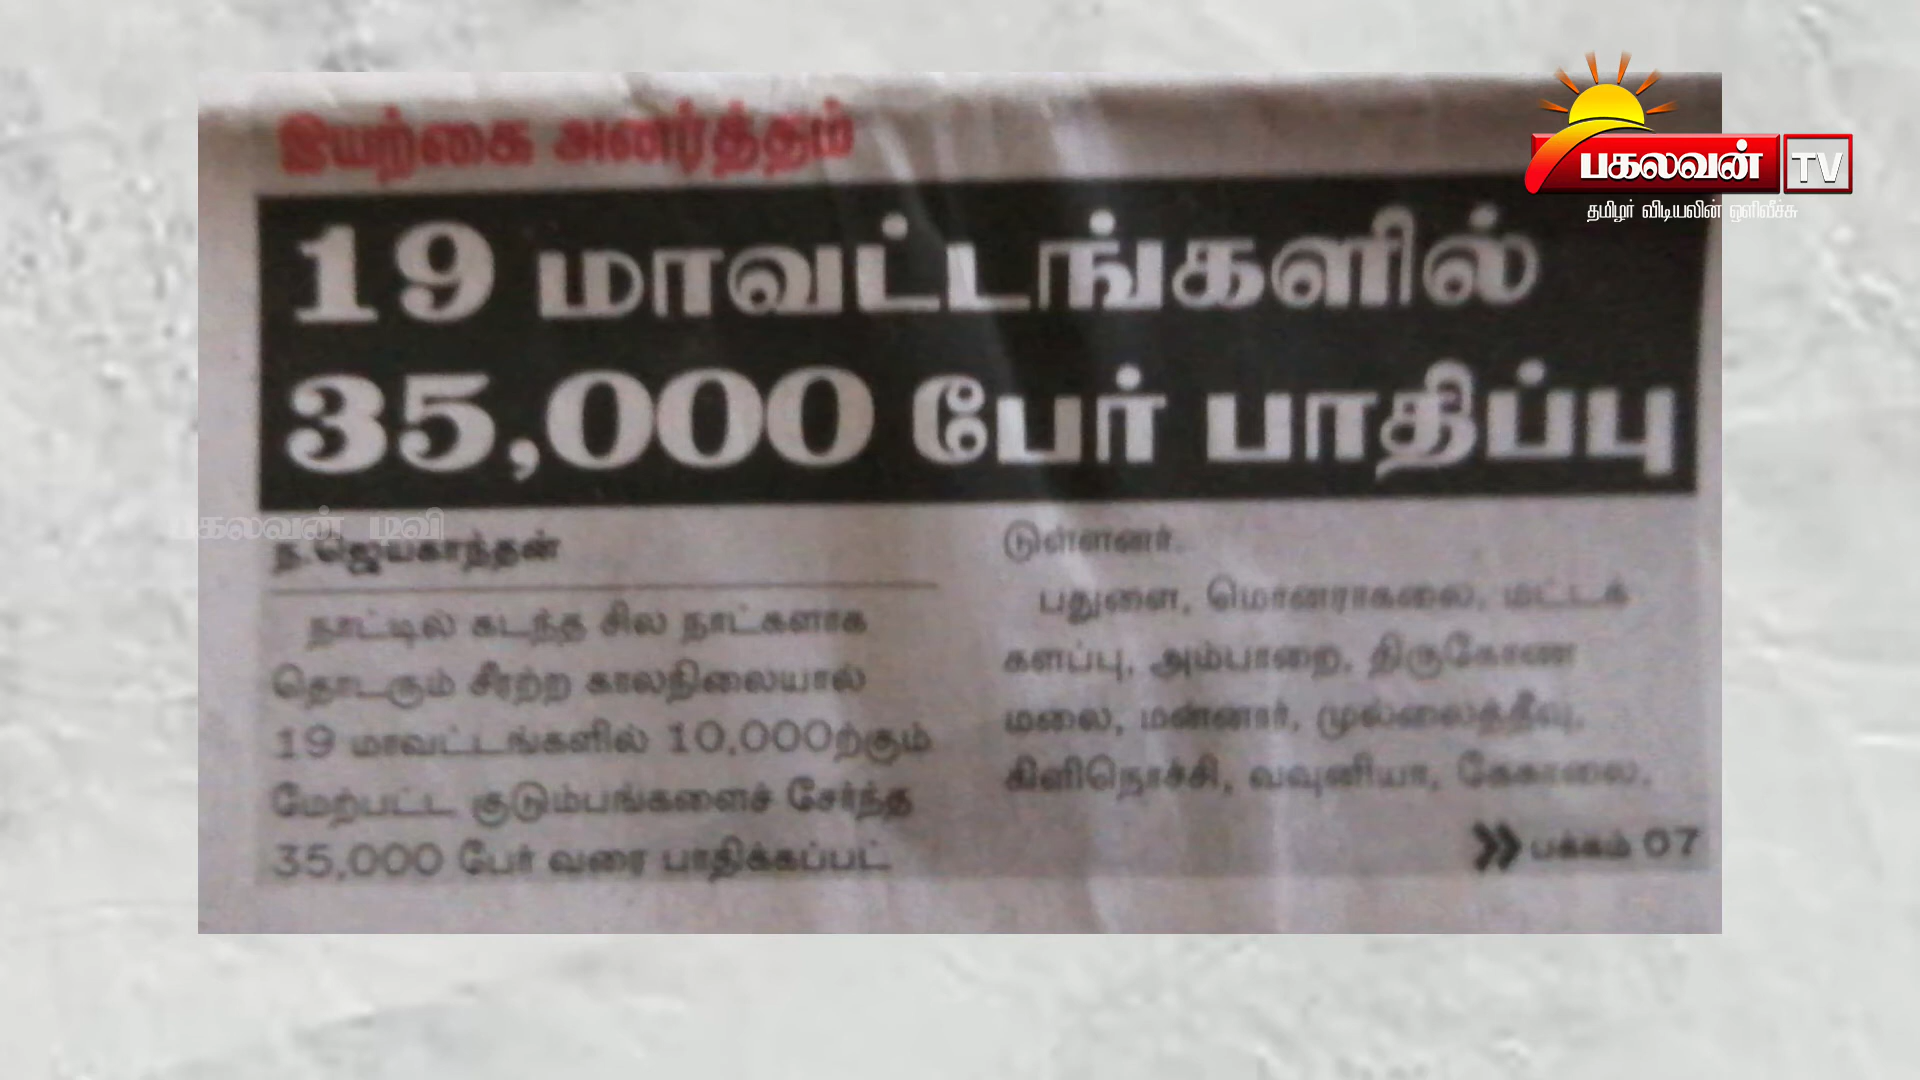 இயற்கை அனர்த்தம்
பகலவன் TV
தமிழர் விடியலின் ஒளிவீச்சு
19 மாவட்டங்களில்
35,000 பேர் பாதிப்பு
பகலவன் டிவி
ந.ஜெயகாந்தன்
நாட்டில் கடந்த சில நாட்களாக
தொடரும் சீரற்ற காலநிலையால்
19 மாவட்டங்களில் 10,000ற்கும்
மேற்பட்ட குடும்பங்களைச் சேர்ந்த
35,000 பேர் வரை பாதிக்கப்பட்
டுள்ளனர்.
பதுளை, மொனராகலை, மட்டக்
களப்பு, அம்பாறை, திருகோண
மலை, மன்னார், முல்லைத்தீவு,
கிளிநொச்சி, வவுனியா, கேகாலை,
பக்கம் 07